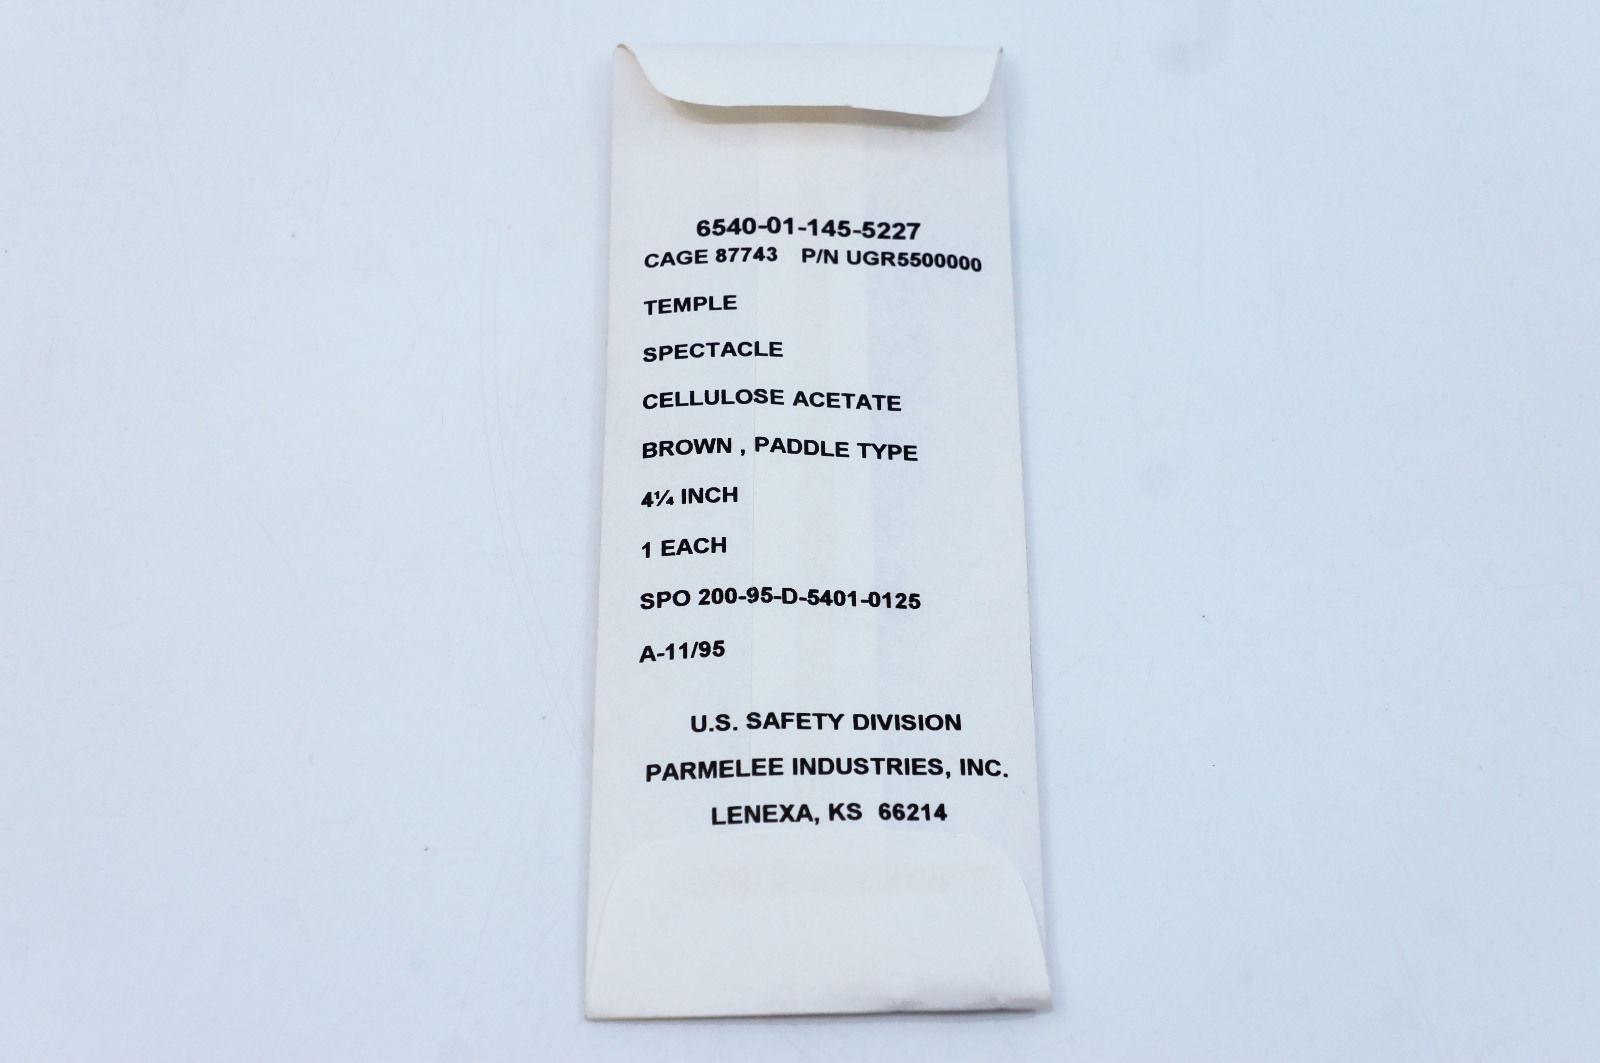 6540-01-145-5227
CAGE 87743 P/N UGR5500000
TEMPLE
SPECTACLE
CELLULOSE ACETATE
BROWN , PADDLE TYPE
4¼ INCH
1 EACH
SPO 200-95-D-5401-0125
A-11/95
U.S. SAFETY DIVISION
PARMELEE INDUSTRIES, INC.
LENEXA, KS 66214